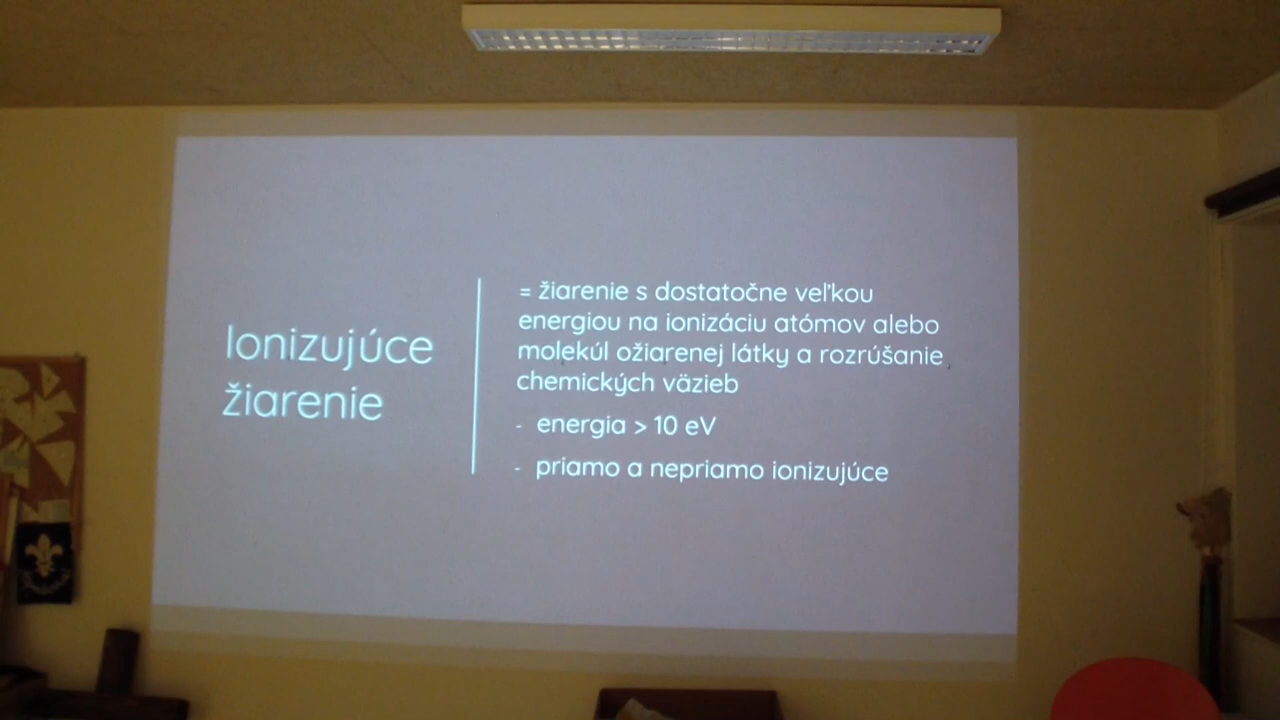 Ionizujúce
žiarenie
= žiarenie s dostatočne veľkou
energiou na ionizáciu atómov alebo
molekúl ožiarenej látky a rozrúšanie
chemických väzieb
- energia > 10 eV
- priamo a nepriamo ionizujúce